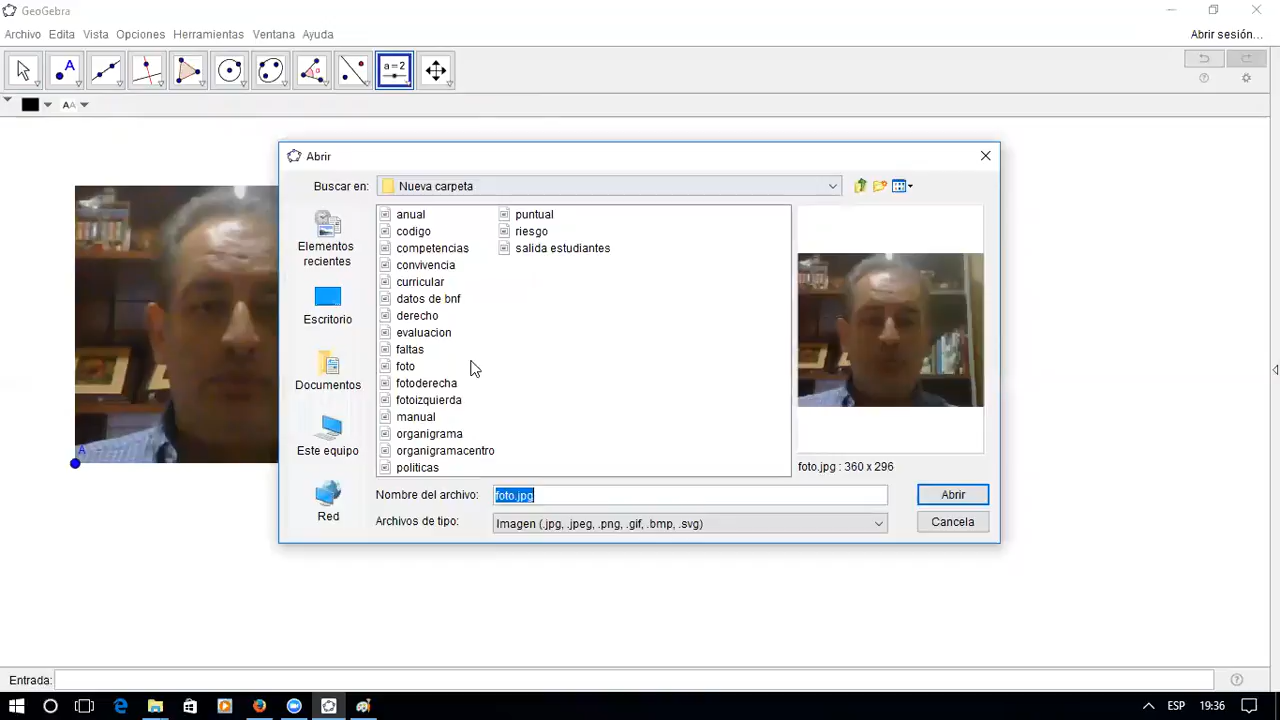 GeoGebra
Archivo Edita Vista Opciones Herramientas Ventana Ayuda
Abrir sesión...
A
α
a=2
AA
A
Abrir
Buscar en: Nueva carpeta
Elementos recientes
Escritorio
Documentos
Este equipo
Red
anual
codigo
competencias
convivencia
curricular
datos de bnf
derecho
evaluacion
faltas
foto
fotoderecha
fotoizquierda
manual
organigrama
organigramacentro
politicas
puntual
riesgo
salida estudiantes
foto.jpg : 360 x 296
Nombre del archivo: foto.jpg
Abrir
Archivos de tipo: Imagen (.jpg, .jpeg, .png, .gif, .bmp, .svg)
Cancela
Entrada:
ESP 19:36